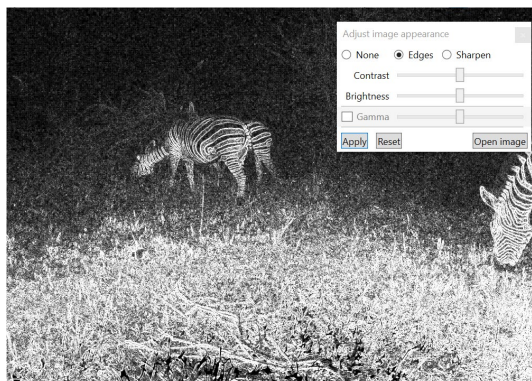 Adjust image appearance
None Edges Sharpen
Contrast
Brightness
Gamma
Apply Reset Open image